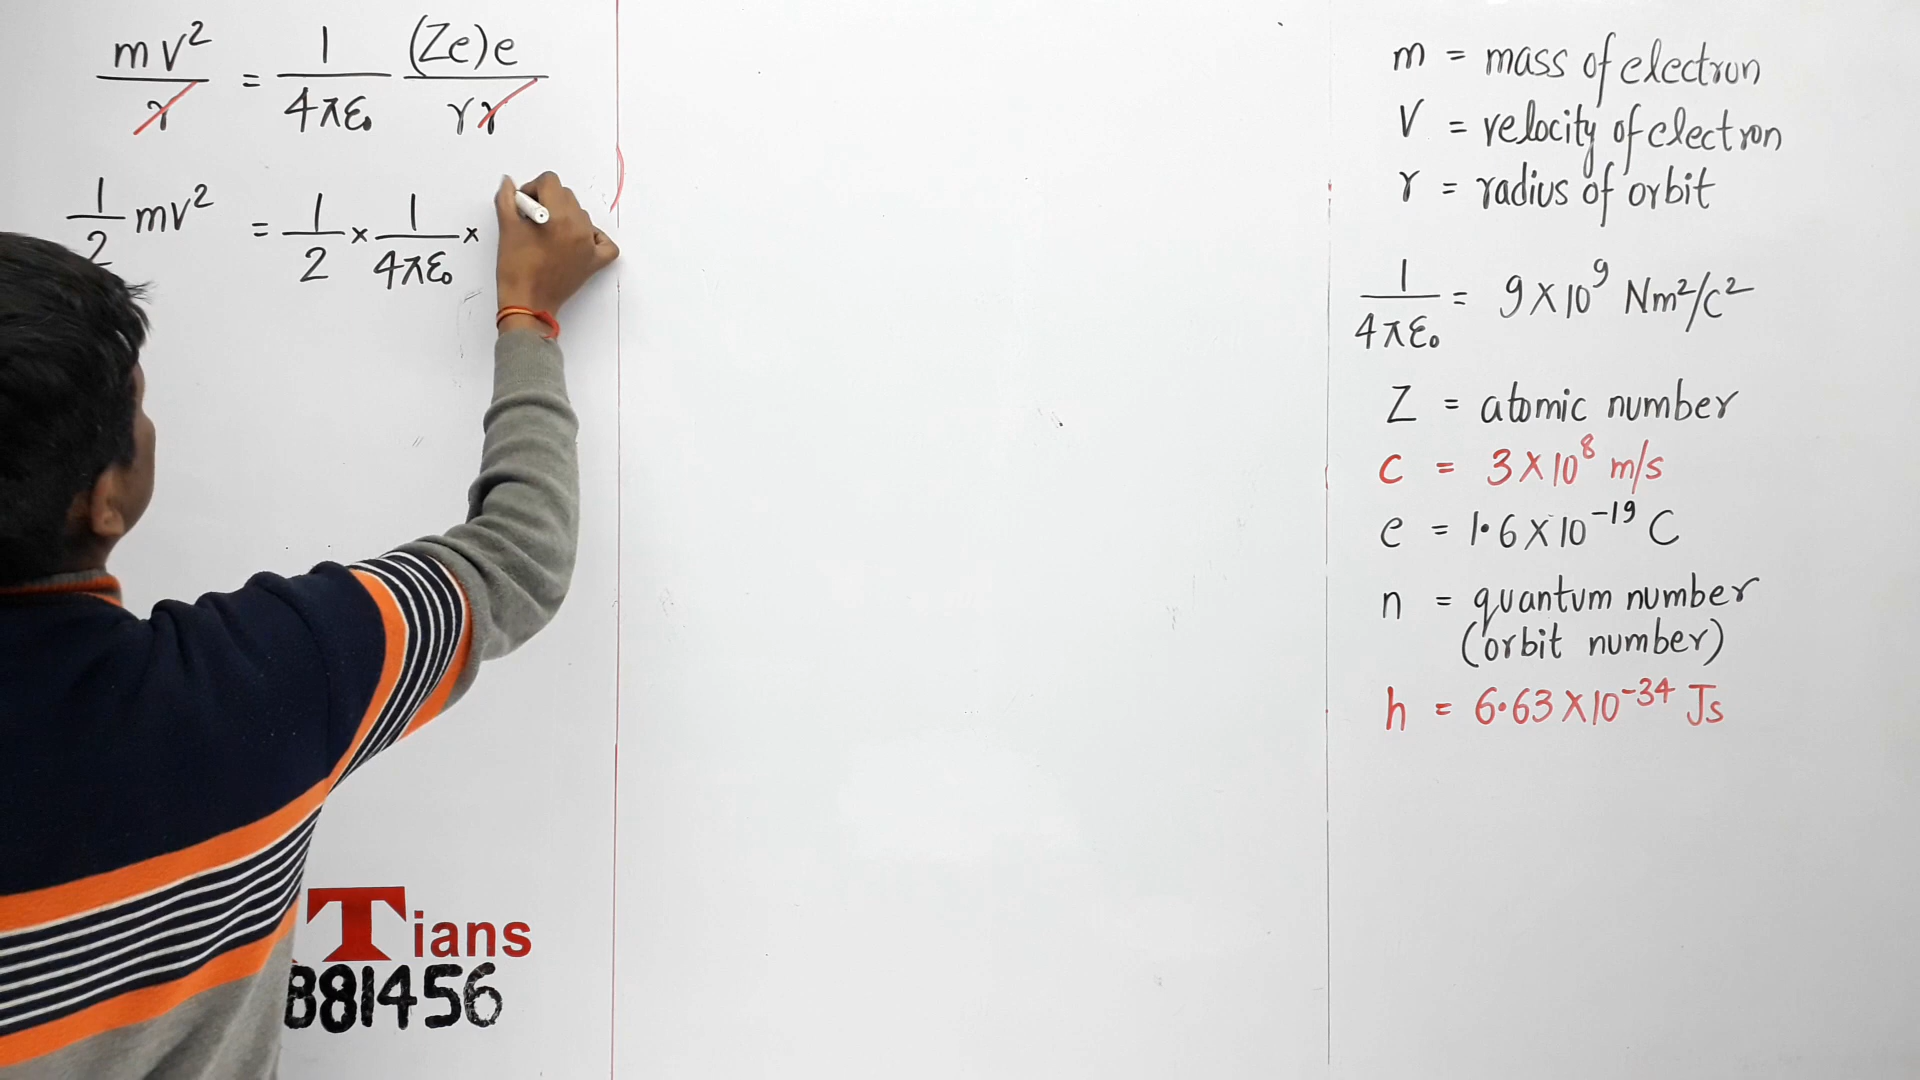 mv²/r = 1/4πε₀ (Ze)e/rr
1/2 mv² = 1/2 × 1/4πε₀ ×
m = mass of electron
V = velocity of electron
r = radius of orbit
1/4πε₀ = 9×10⁹ Nm²/c²
Z = atomic number
c = 3×10⁸ m/s
e = 1.6×10⁻¹⁹ C
n = quantum number
(orbit number)
h = 6.63×10⁻³⁴ Js
Tians
881456